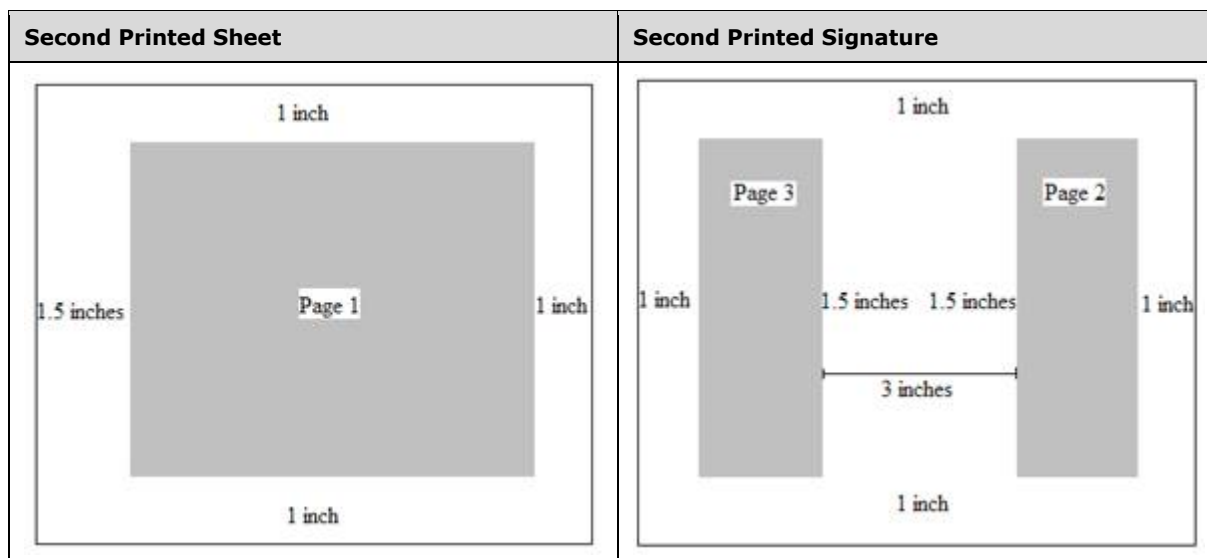 Second Printed Sheet
Second Printed Signature
1 inch
Page 1
1.5 inches
1 inch
1 inch
1 inch
Page 3
Page 2
1 inch
1.5 inches
1.5 inches
1 inch
3 inches
1 inch